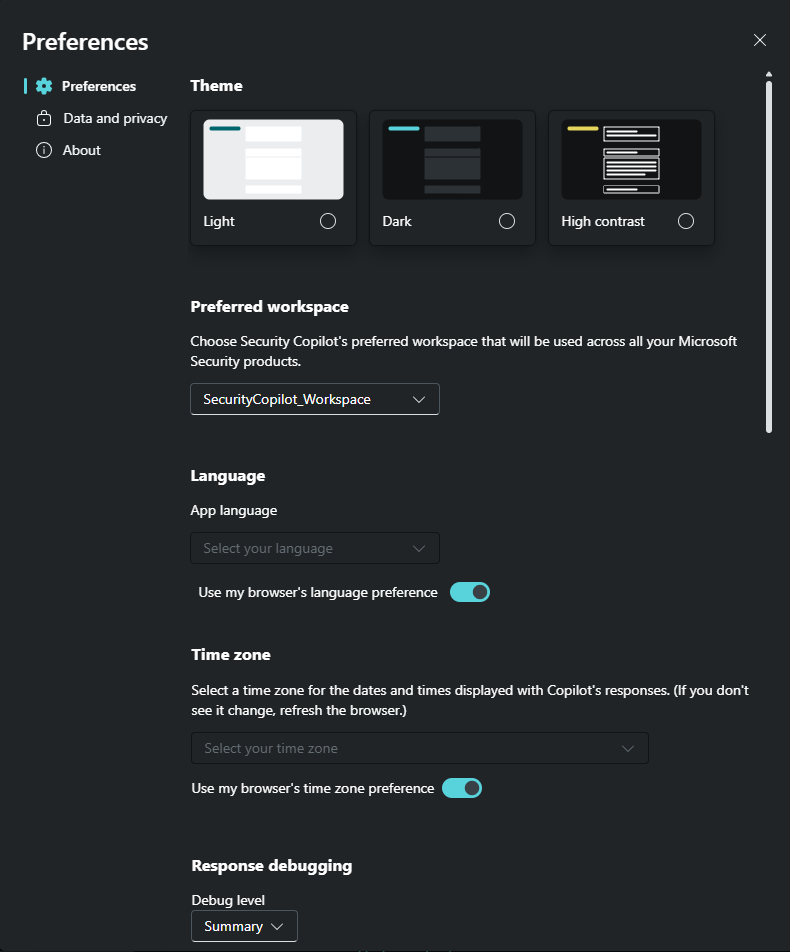 Preferences
Preferences
Data and privacy
About
Theme
Light
Dark
High contrast
Preferred workspace
Choose Security Copilot's preferred workspace that will be used across all your Microsoft
Security products.
SecurityCopilot_Workspace
Language
App language
Select your language
Use my browser's language preference
Time zone
Select a time zone for the dates and times displayed with Copilot's responses. (If you don't
see it change, refresh the browser.)
Select your time zone
Use my browser's time zone preference
Response debugging
Debug level
Summary